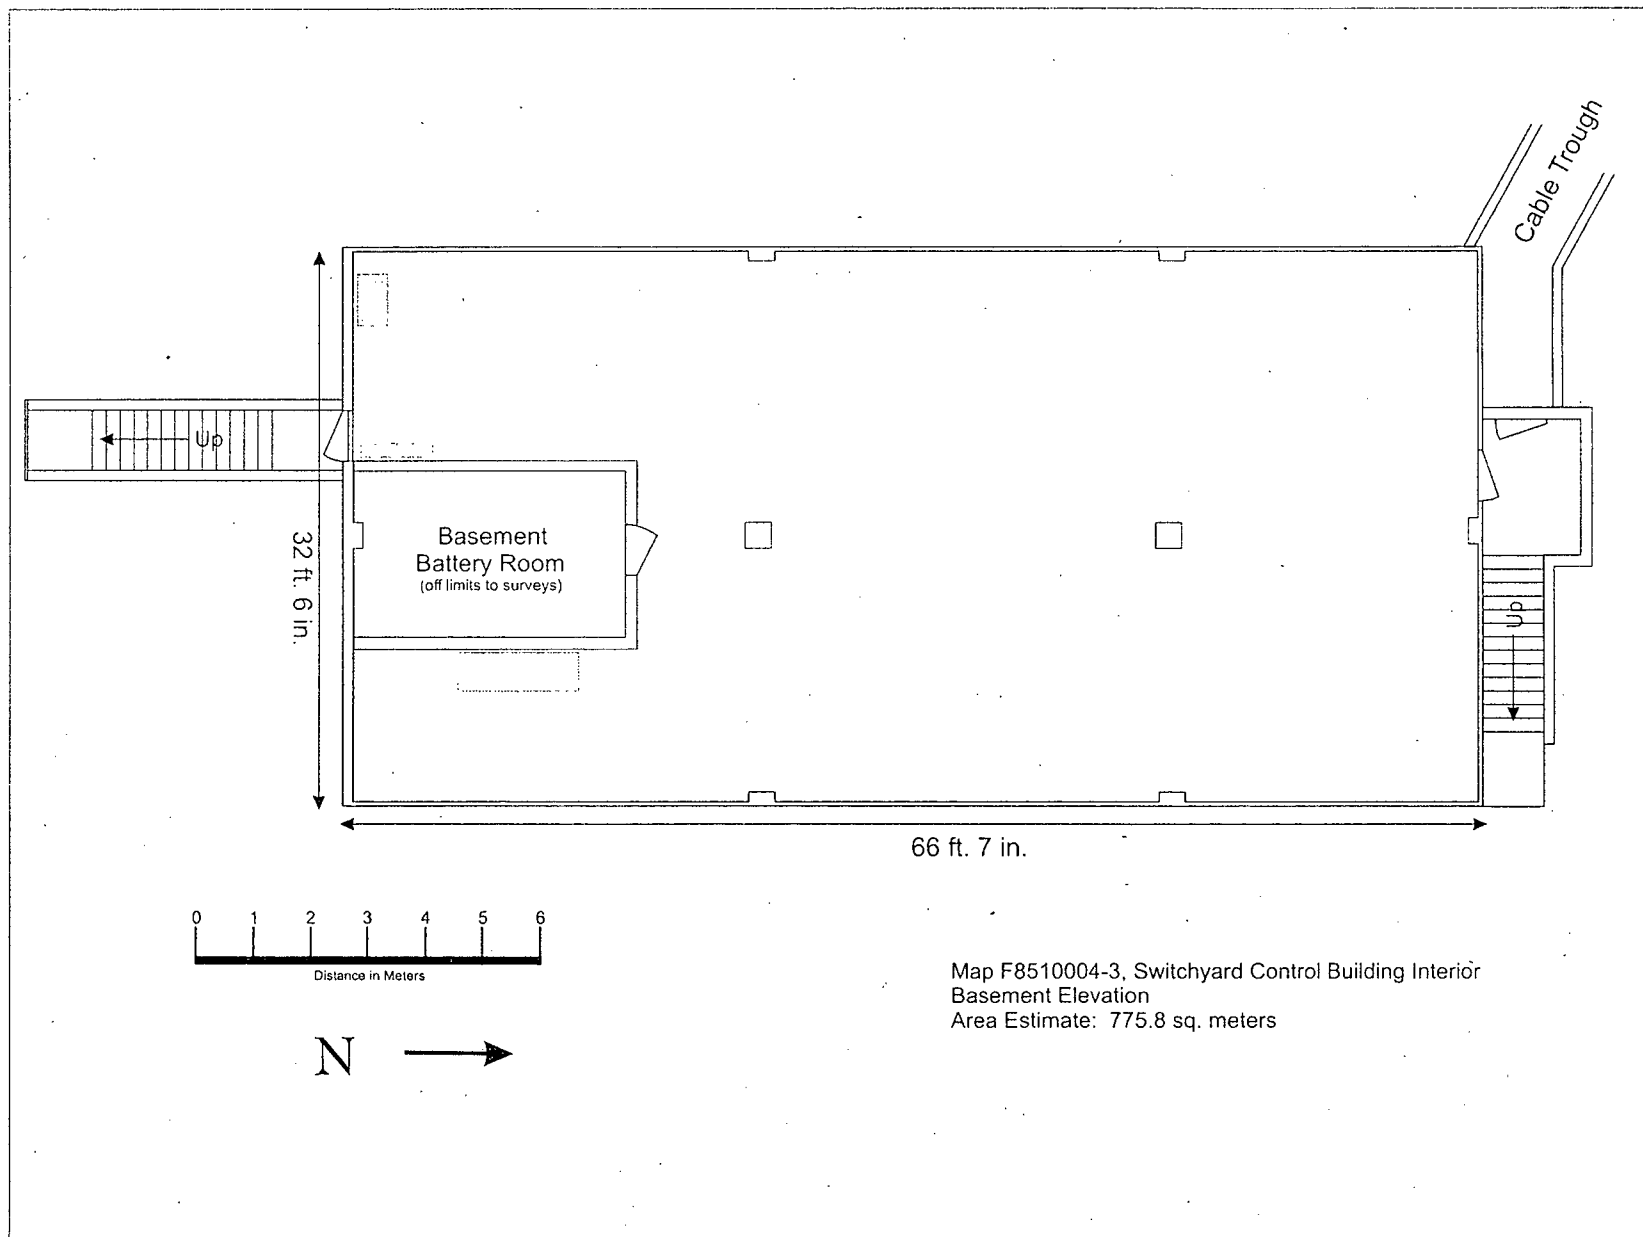 Cable Trough
Up
32 ft. 6 in.
Basement
Battery Room
(off limits to surveys)
Up
66 ft. 7 in.
0 1 2 3 4 5 6
Distance in Meters
Map F8510004-3, Switchyard Control Building Interior
Basement Elevation
Area Estimate: 775.8 sq. meters
N